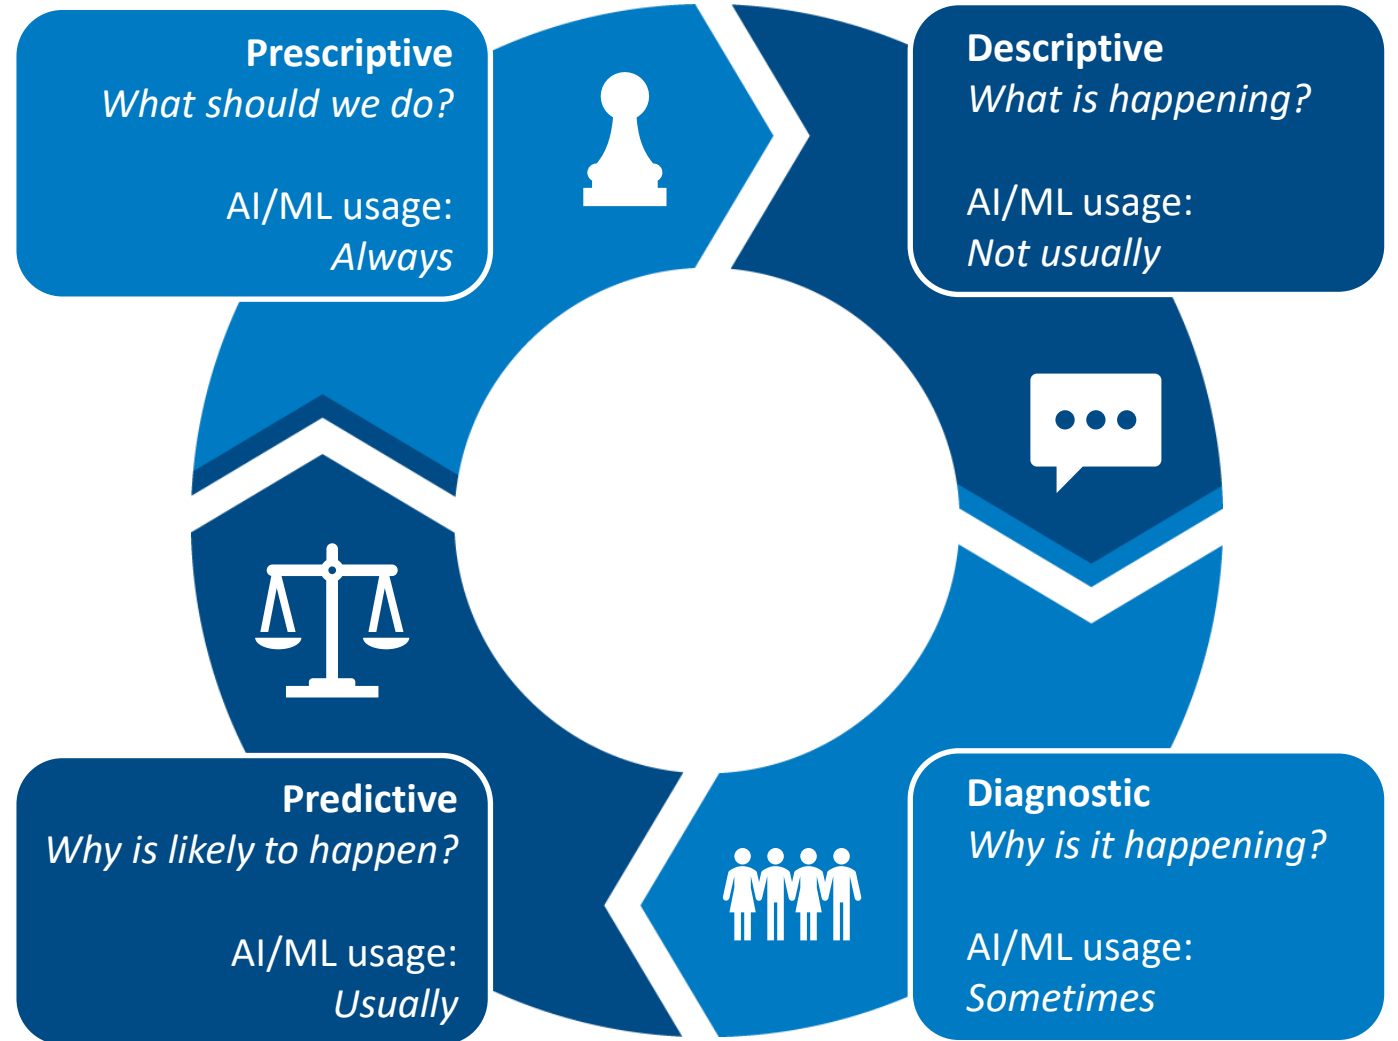 Prescriptive
What should we do?
AI/ML usage:
Always
Descriptive
What is happening?
AI/ML usage:
Not usually
Predictive
Why is likely to happen?
AI/ML usage:
Usually
Diagnostic
Why is it happening?
AI/ML usage:
Sometimes